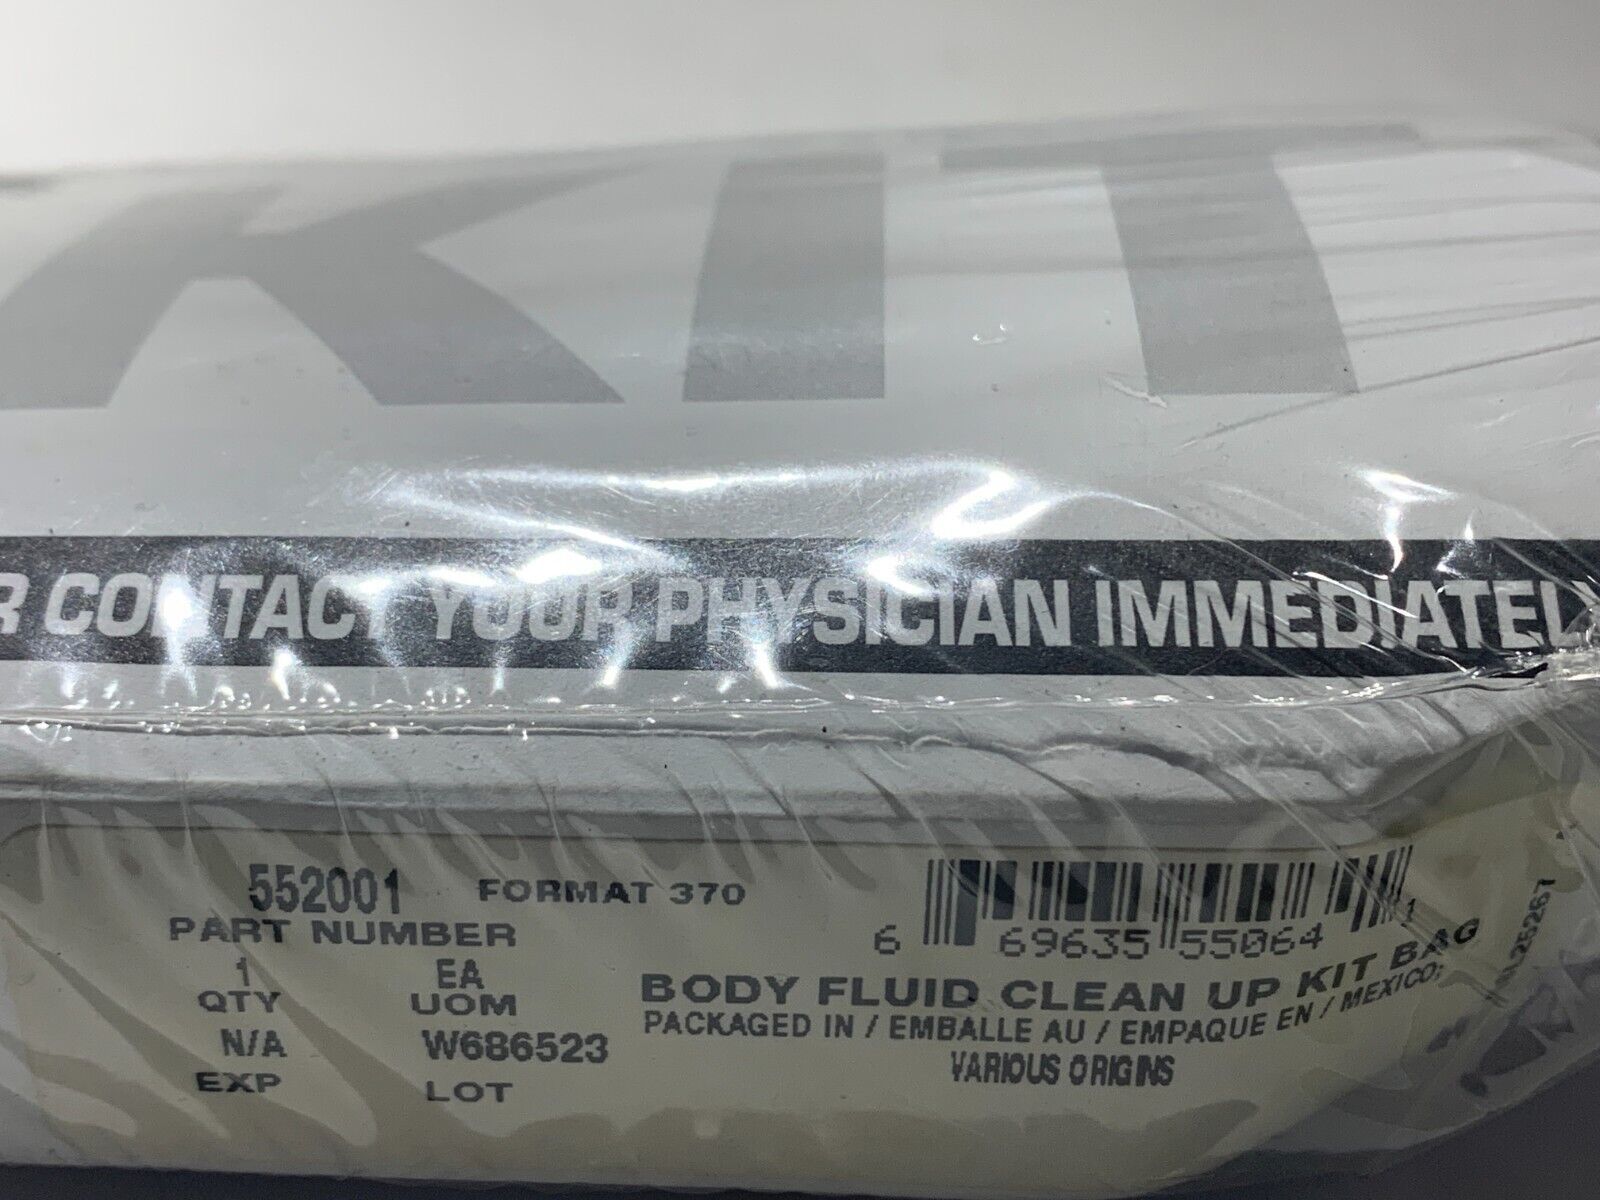 KIT
R CONTACT YOUR PHYSICIAN IMMEDIATELY
552001 FORMAT 370
PART NUMBER
1 EA
QTY UOM
N/A W686523
EXP LOT
6 69635 55064 1
BODY FLUID CLEAN UP KIT BAG
PACKAGED IN / EMBALLE AU / EMPAQUE EN / MEXICO;
VARIOUS ORIGINS